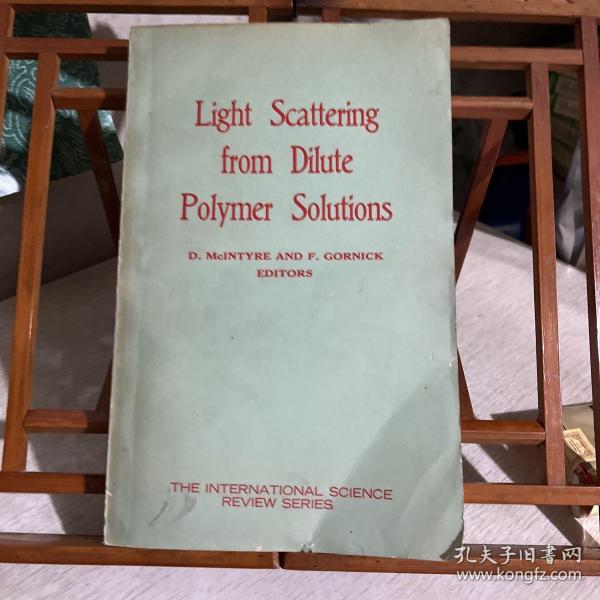 Light Scattering
from Dilute
Polymer Solutions
D. McINTYRE AND F. GORNICK
EDITORS
THE INTERNATIONAL SCIENCE
REVIEW SERIES
孔夫子旧书网
www.kongfz.com